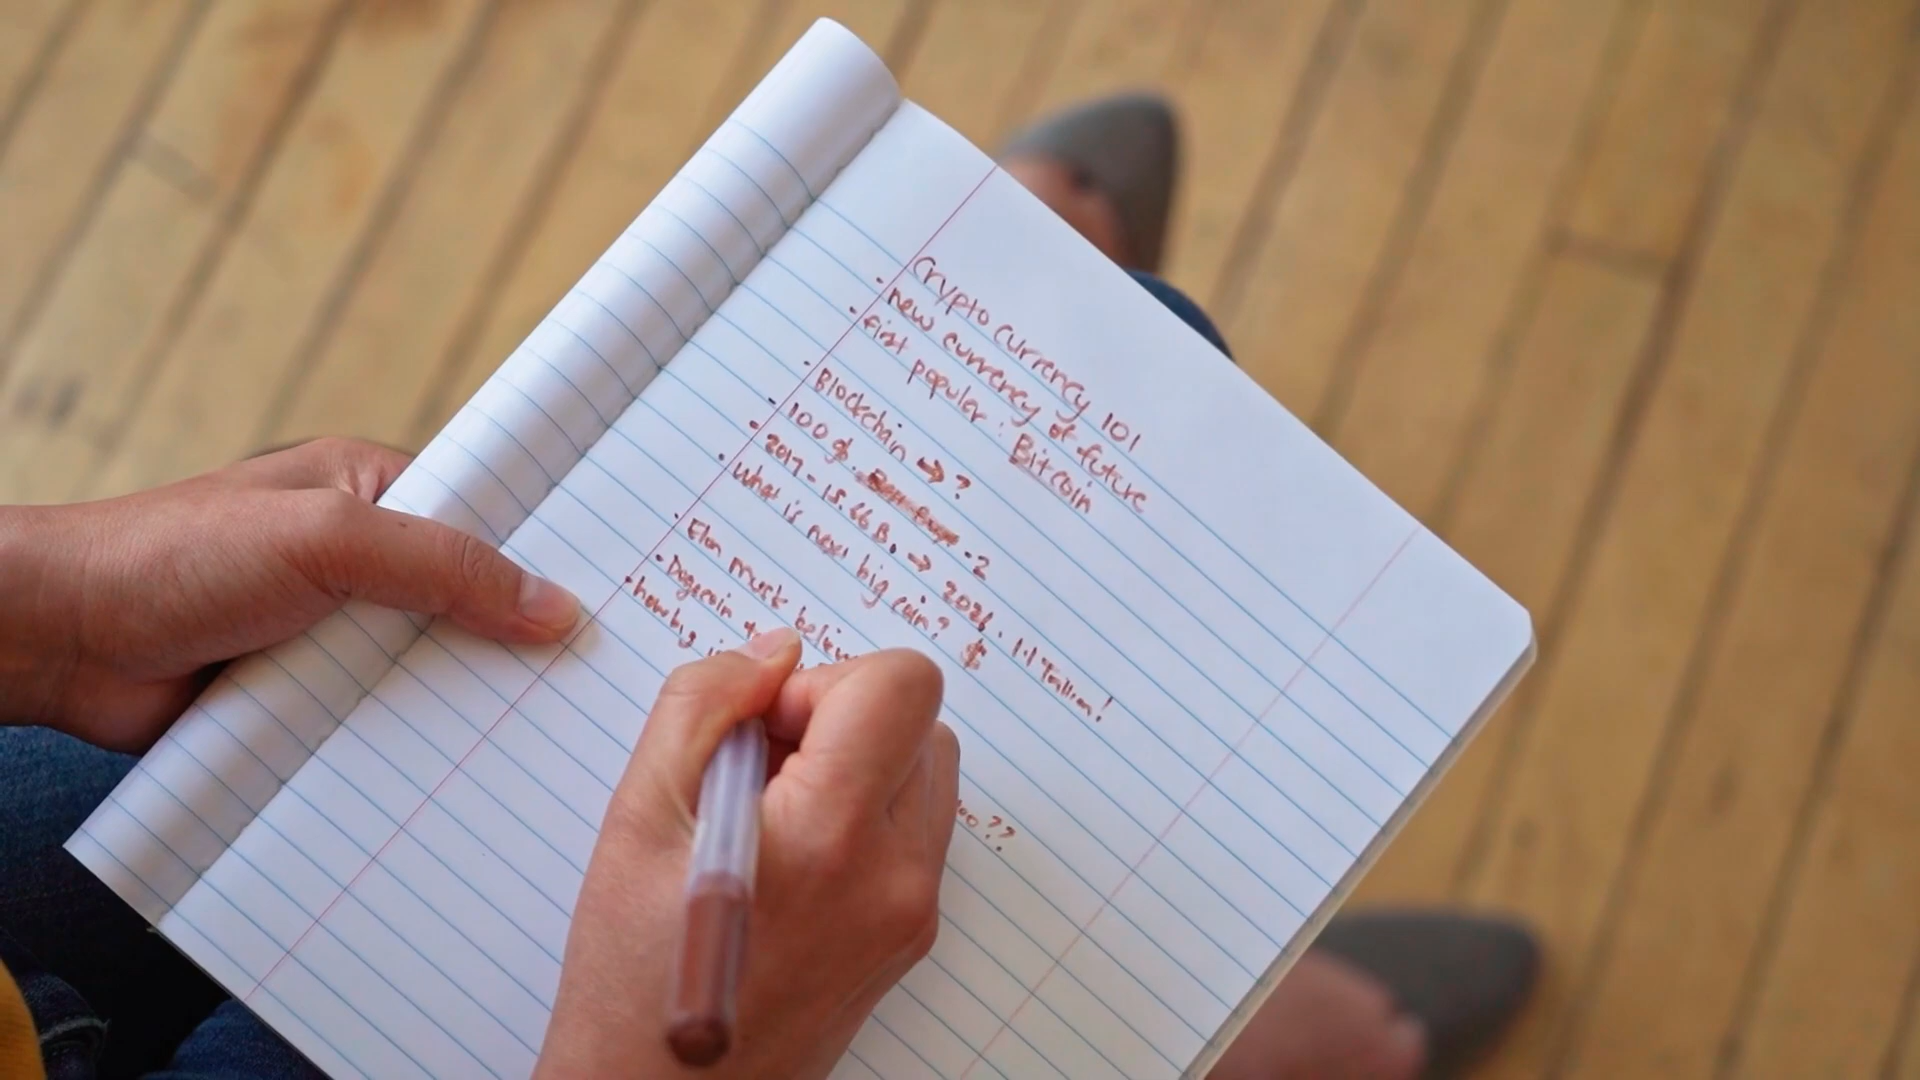 Crypto Currency 101
- new currency of future
- first popular : Bitcoin
- Blockchain → ?
- 100 $. - 2
- 2017 - 15.66 B. → 2021. 1.1 Trillion!
- What is next big coin? $
- Elon musk
- Dogecoin
- how big
??